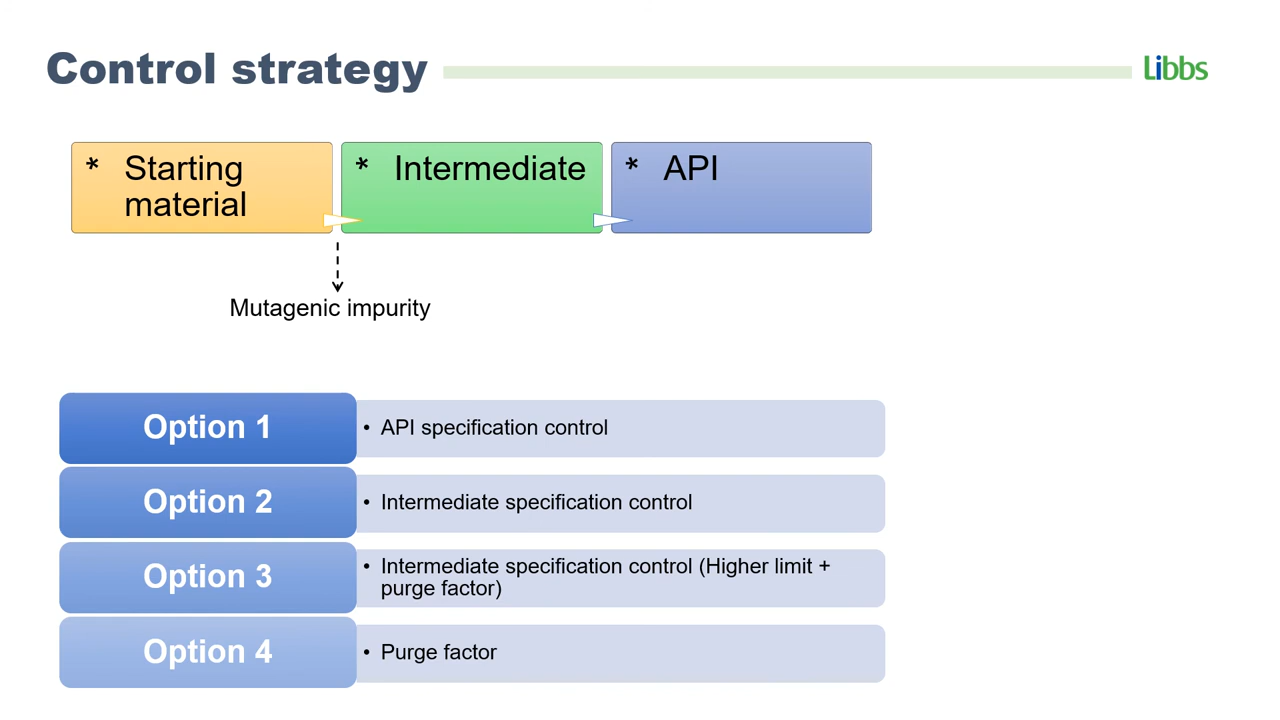 Control strategy
Libbs
* Starting
material
* Intermediate
* API
Mutagenic impurity
Option 1
• API specification control
Option 2
• Intermediate specification control
Option 3
• Intermediate specification control (Higher limit +
purge factor)
Option 4
• Purge factor